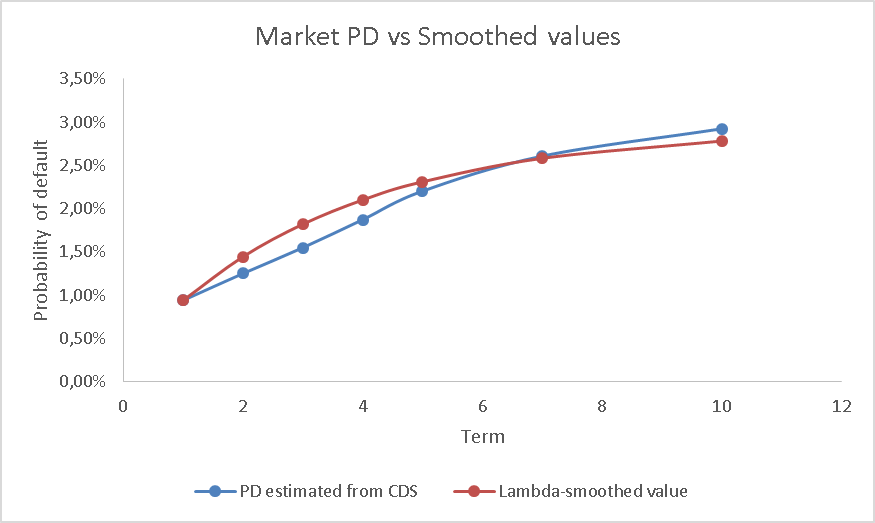 Market PD vs Smoothed values
Probability of default
3,50%
3,00%
2,50%
2,00%
1,50%
1,00%
0,50%
0,00%
0 2 4 6 8 10 12
Term
PD estimated from CDS Lambda-smoothed value